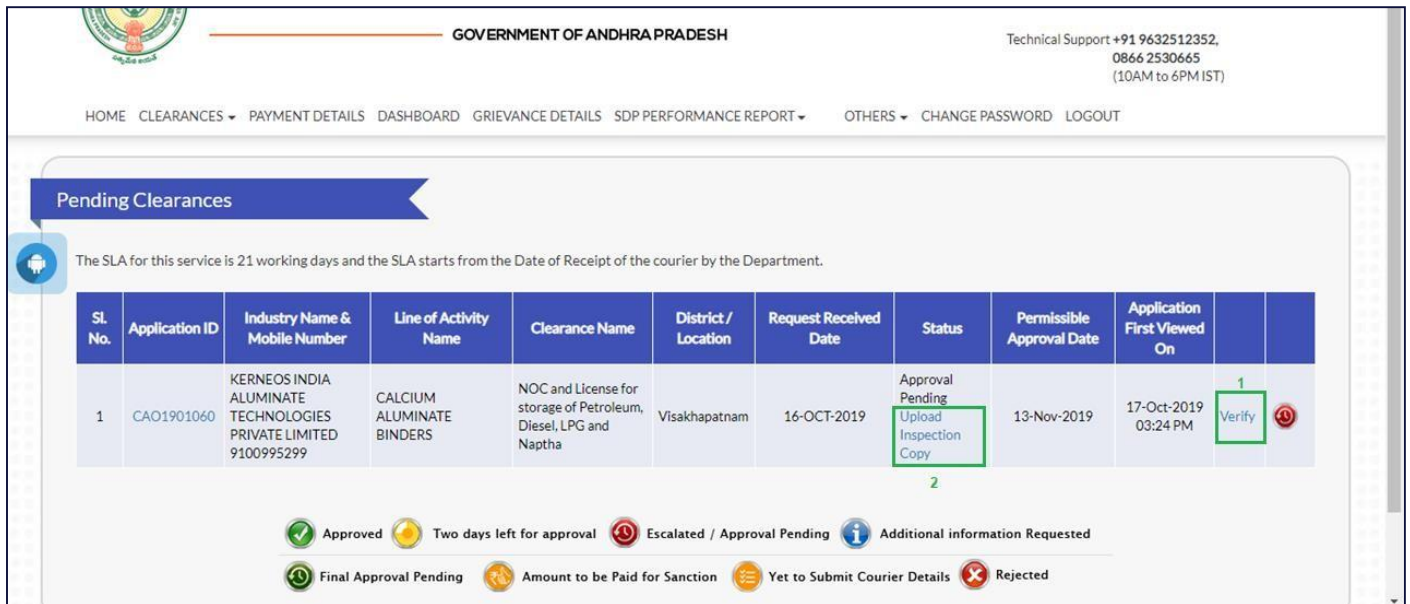 GOVERNMENT OF ANDHRA PRADESH
Technical Support +91 9632512352,
0866 2530665
(10AM to 6PM IST)
సత్యమేవ జయతే
HOME CLEARANCES PAYMENT DETAILS DASHBOARD GRIEVANCE DETAILS SDP PERFORMANCE REPORT OTHERS CHANGE PASSWORD LOGOUT
Pending Clearances
The SLA for this service is 21 working days and the SLA starts from the Date of Receipt of the courier by the Department.
Sl. No.
Application ID
Industry Name & Mobile Number
Line of Activity Name
Clearance Name
District / Location
Request Received Date
Status
Permissible Approval Date
Application First Viewed On
1
CAO1901060
KERNEOS INDIA
ALUMINATE
TECHNOLOGIES
PRIVATE LIMITED
9100995299
CALCIUM
ALUMINATE
BINDERS
NOC and License for
storage of Petroleum,
Diesel, LPG and
Naptha
Visakhapatnam
16-OCT-2019
Approval
Pending
Upload
Inspection
Copy
2
13-Nov-2019
17-Oct-2019
03:24 PM
1
Verify
Approved Two days left for approval Escalated / Approval Pending Additional information Requested
Final Approval Pending Amount to be Paid for Sanction Yet to Submit Courier Details Rejected